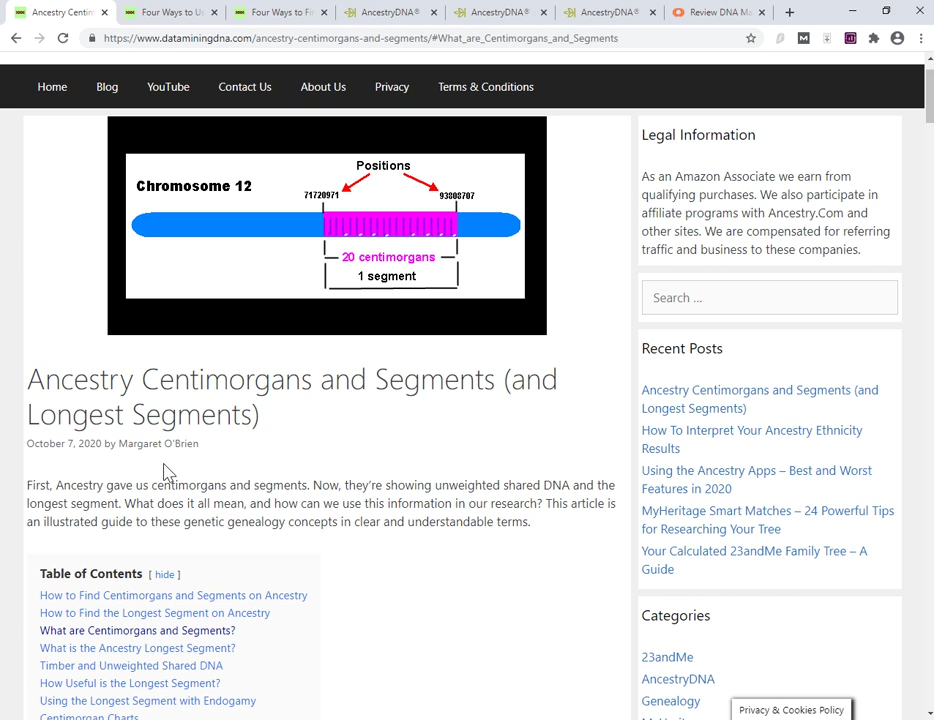 Ancestry Centim
Four Ways to Us
Four Ways to Fi
AncestryDNA®
AncestryDNA®
AncestryDNA®
Review DNA Ma
https://www.dataminingdna.com/ancestry-centimorgans-and-segments/#What_are_Centimorgans_and_Segments
Home Blog YouTube Contact Us About Us Privacy Terms & Conditions
Positions
Chromosome 12
71720971 93808707
20 centimorgans
1 segment
Ancestry Centimorgans and Segments (and
Longest Segments)
October 7, 2020 by Margaret O'Brien
First, Ancestry gave us centimorgans and segments. Now, they're showing unweighted shared DNA and the
longest segment. What does it all mean, and how can we use this information in our research? This article is
an illustrated guide to these genetic genealogy concepts in clear and understandable terms.
Table of Contents [ hide ]
How to Find Centimorgans and Segments on Ancestry
How to Find the Longest Segment on Ancestry
What are Centimorgans and Segments?
What is the Ancestry Longest Segment?
Timber and Unweighted Shared DNA
How Useful is the Longest Segment?
Using the Longest Segment with Endogamy
Centimorgan Charts
Legal Information
As an Amazon Associate we earn from
qualifying purchases. We also participate in
affiliate programs with Ancestry.Com and
other sites. We are compensated for referring
traffic and business to these companies.
Search ...
Recent Posts
Ancestry Centimorgans and Segments (and
Longest Segments)
How To Interpret Your Ancestry Ethnicity
Results
Using the Ancestry Apps – Best and Worst
Features in 2020
MyHeritage Smart Matches – 24 Powerful Tips
for Researching Your Tree
Your Calculated 23andMe Family Tree – A
Guide
Categories
23andMe
AncestryDNA
Genealogy
Privacy & Cookies Policy